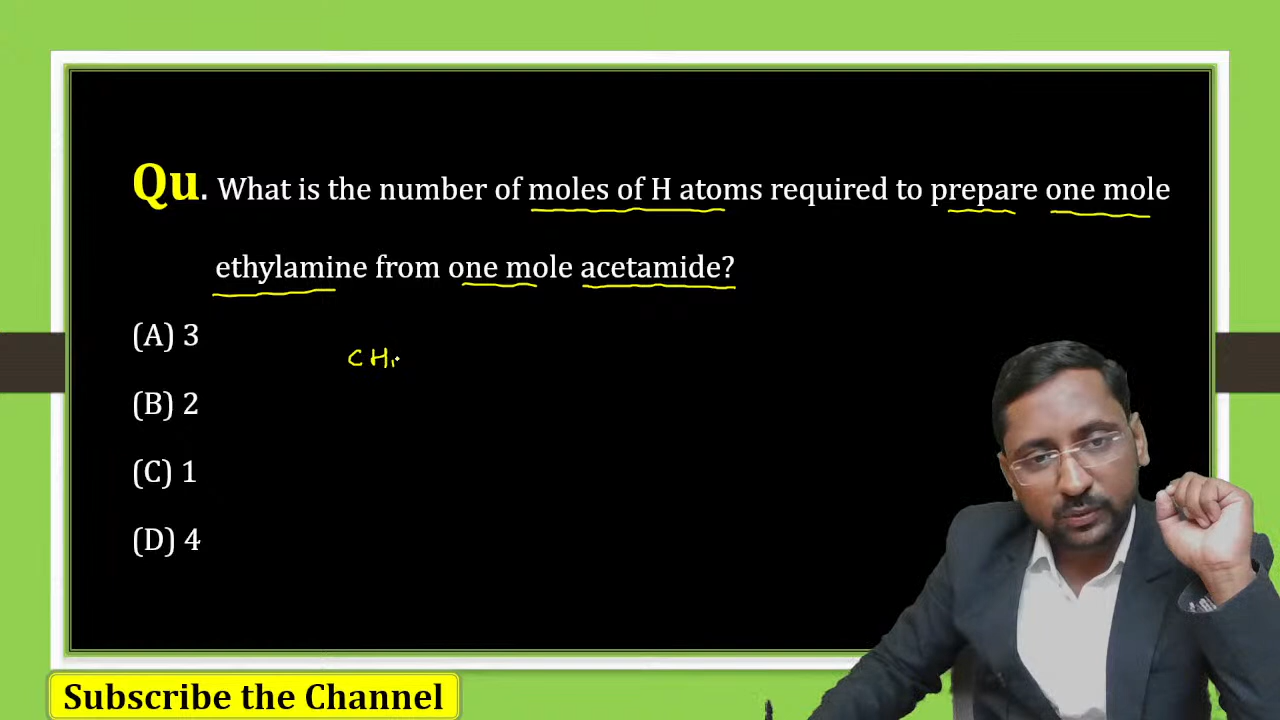 Qu. What is the number of moles of H atoms required to prepare one mole
ethylamine from one mole acetamide?
(A) 3
CH
(B) 2
(C) 1
(D) 4
Subscribe the Channel